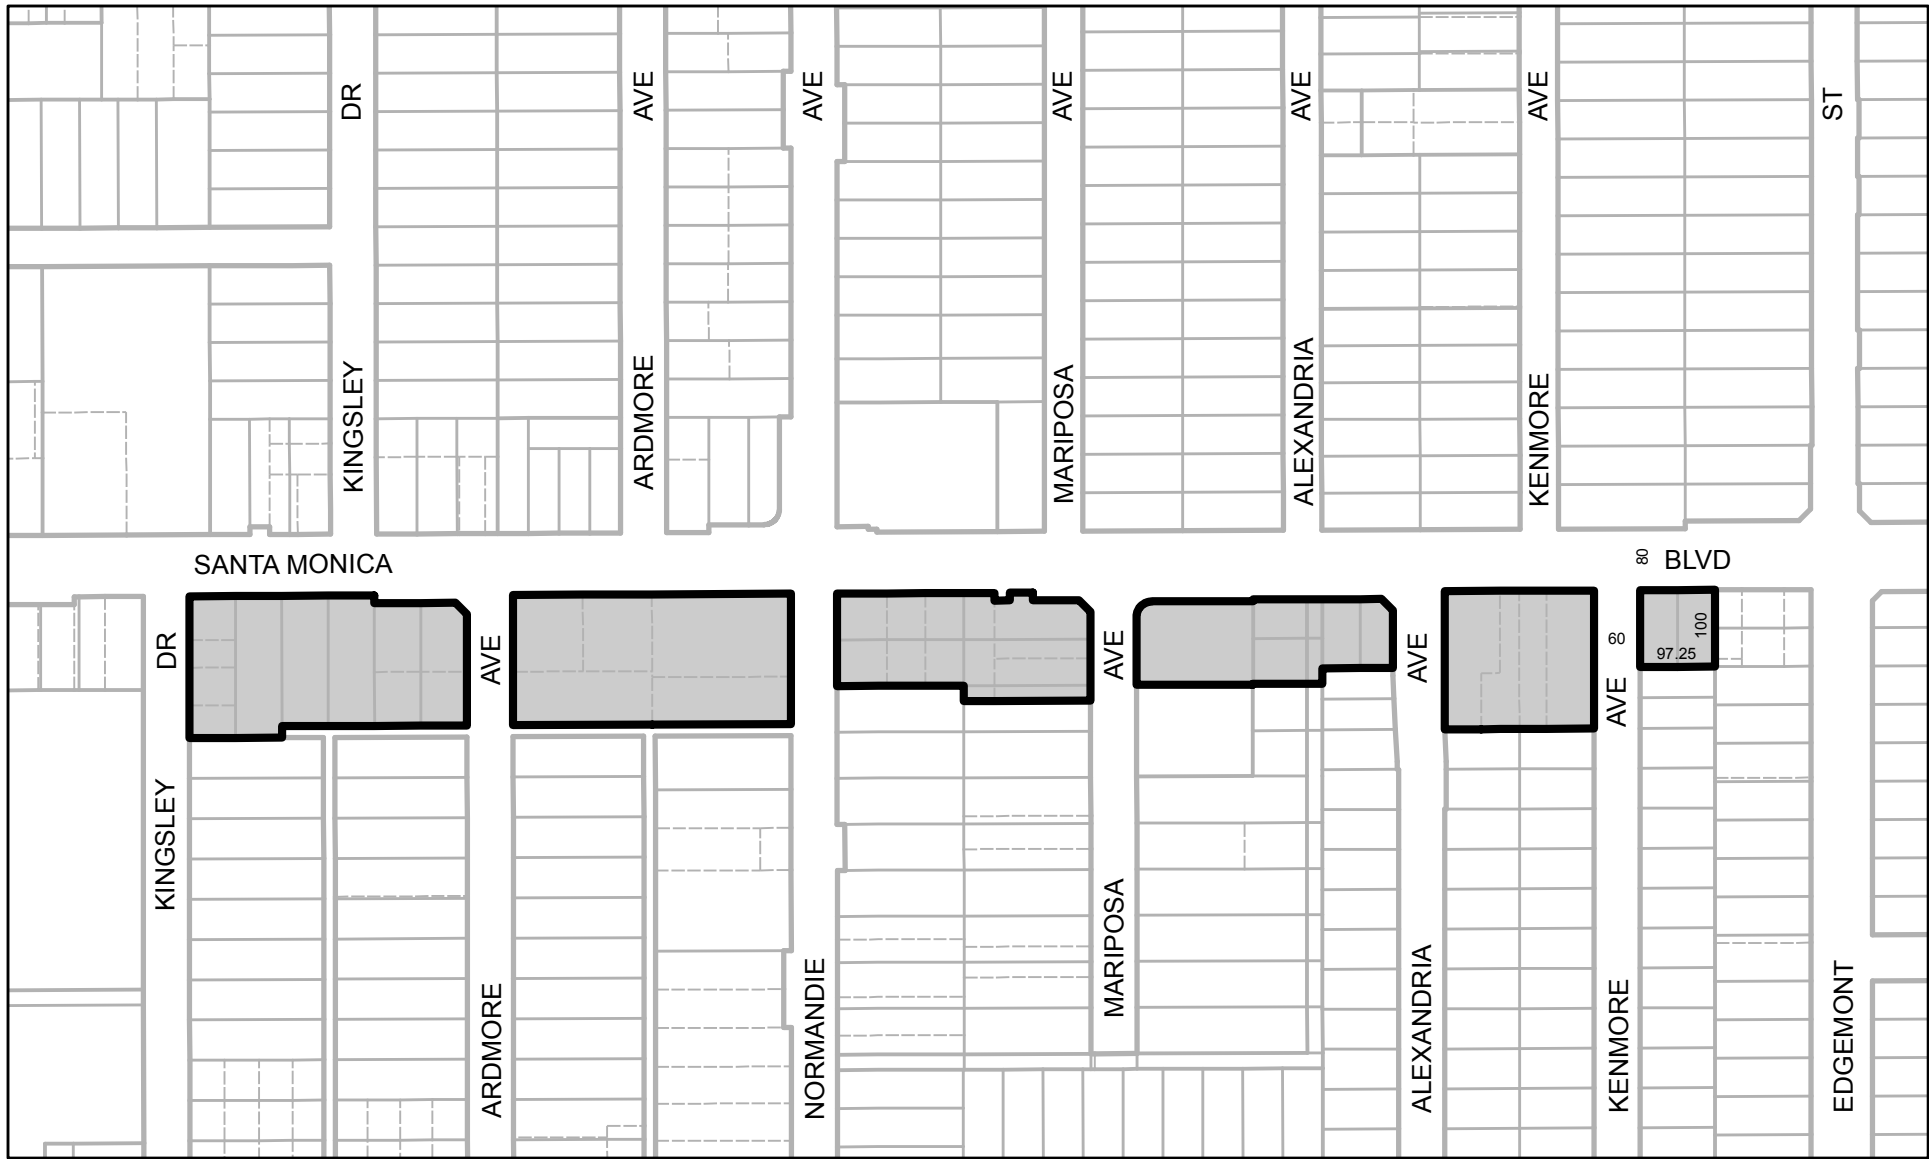 DR
AVE
AVE
AVE
AVE
AVE
ST
KINGSLEY
ARDMORE
MARIPOSA
ALEXANDRIA
KENMORE
SANTA MONICA
80
BLVD
DR
AVE
AVE
AVE
60
100
97.25
AVE
KINGSLEY
ARDMORE
NORMANDIE
MARIPOSA
ALEXANDRIA
KENMORE
EDGEMONT